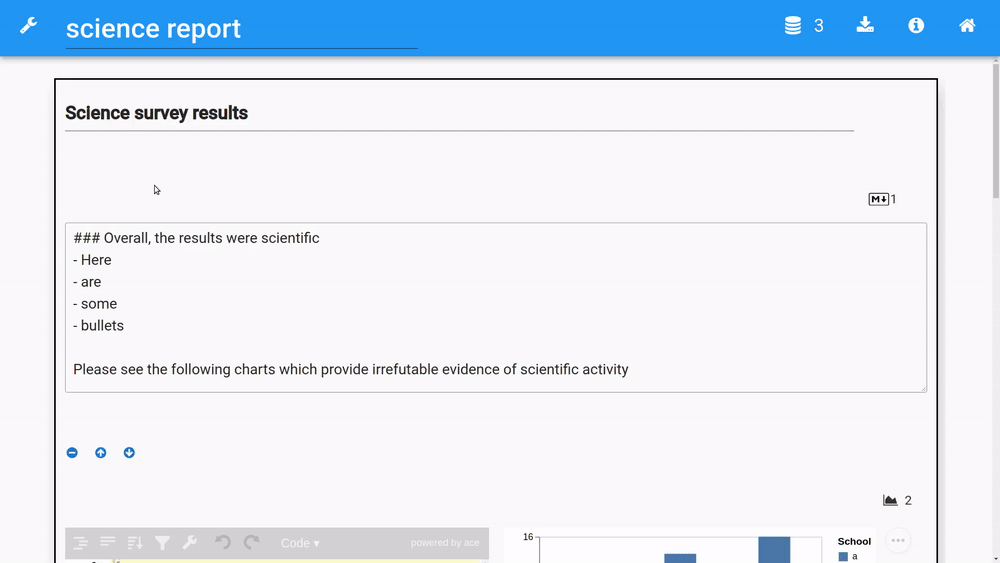 science report
3
Science survey results
M 1
### Overall, the results were scientific
- Here
- are
- some
- bullets
Please see the following charts which provide irrefutable evidence of scientific activity
2
Code ▾ powered by ace
16
School
a